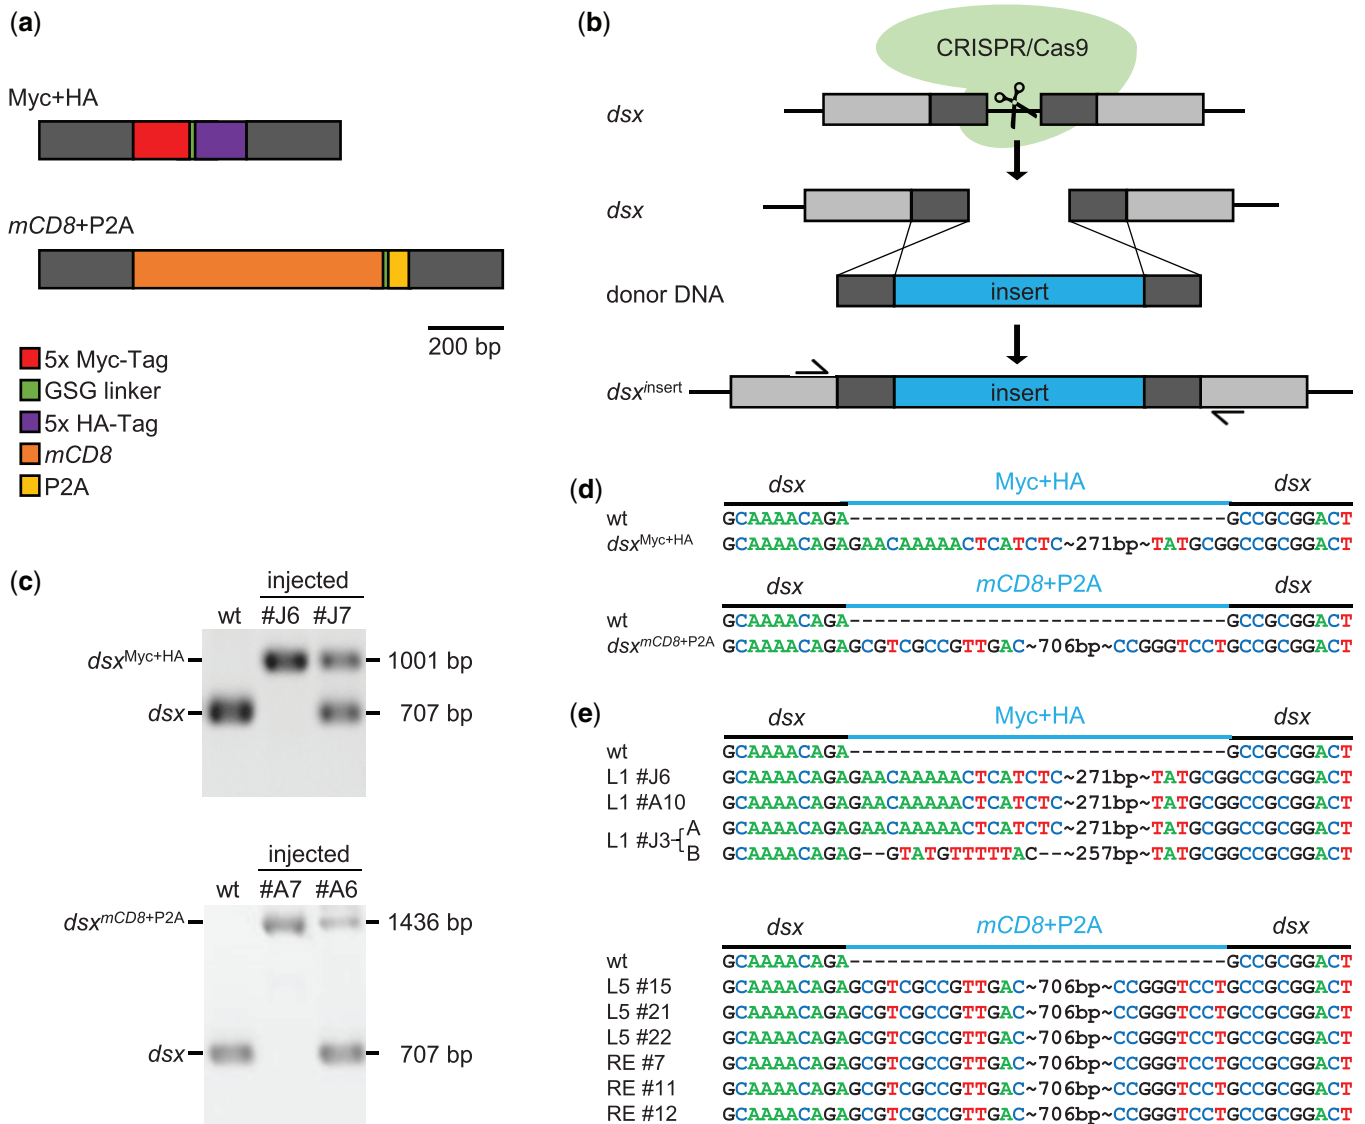 (a)
Myc+HA
mCD8+P2A
200 bp
5x Myc-Tag
GSG linker
5x HA-Tag
mCD8
P2A
(b)
CRISPR/Cas9
dsx
dsx
donor DNA
insert
dsxinsert
insert
(c)
injected
wt #J6 #J7
dsxMyc+HA 1001 bp
dsx 707 bp
injected
wt #A7 #A6
dsxmCD8+P2A 1436 bp
dsx 707 bp
(d)
dsx Myc+HA dsx
wt GCAAAACAGA------------------------------GCCGCGGACT
dsxMyc+HA GCAAAACAGAGAACAAAAACTCATCTC~271bp~TATGCGGCCGCGGACT
dsx mCD8+P2A dsx
wt GCAAAACAGA------------------------------GCCGCGGACT
dsxmCD8+P2A GCAAAACAGAGCGTCGCCGTTGAC~706bp~CCGGGTCCTGCCGCGGACT
(e)
dsx Myc+HA dsx
wt GCAAAACAGA------------------------------GCCGCGGACT
L1 #J6 GCAAAACAGAGAACAAAAACTCATCTC~271bp~TATGCGGCCGCGGACT
L1 #A10 GCAAAACAGAGAACAAAAACTCATCTC~271bp~TATGCGGCCGCGGACT
L1 #J3 A GCAAAACAGAGAACAAAAACTCATCTC~271bp~TATGCGGCCGCGGACT
B GCAAAACAGAG--GTATGTTTTTAC--~257bp~TATGCGGCCGCGGACT
dsx mCD8+P2A dsx
wt GCAAAACAGA------------------------------GCCGCGGACT
L5 #15 GCAAAACAGAGCGTCGCCGTTGAC~706bp~CCGGGTCCTGCCGCGGACT
L5 #21 GCAAAACAGAGCGTCGCCGTTGAC~706bp~CCGGGTCCTGCCGCGGACT
L5 #22 GCAAAACAGAGCGTCGCCGTTGAC~706bp~CCGGGTCCTGCCGCGGACT
RE #7 GCAAAACAGAGCGTCGCCGTTGAC~706bp~CCGGGTCCTGCCGCGGACT
RE #11 GCAAAACAGAGCGTCGCCGTTGAC~706bp~CCGGGTCCTGCCGCGGACT
RE #12 GCAAAACAGAGCGTCGCCGTTGAC~706bp~CCGGGTCCTGCCGCGGACT